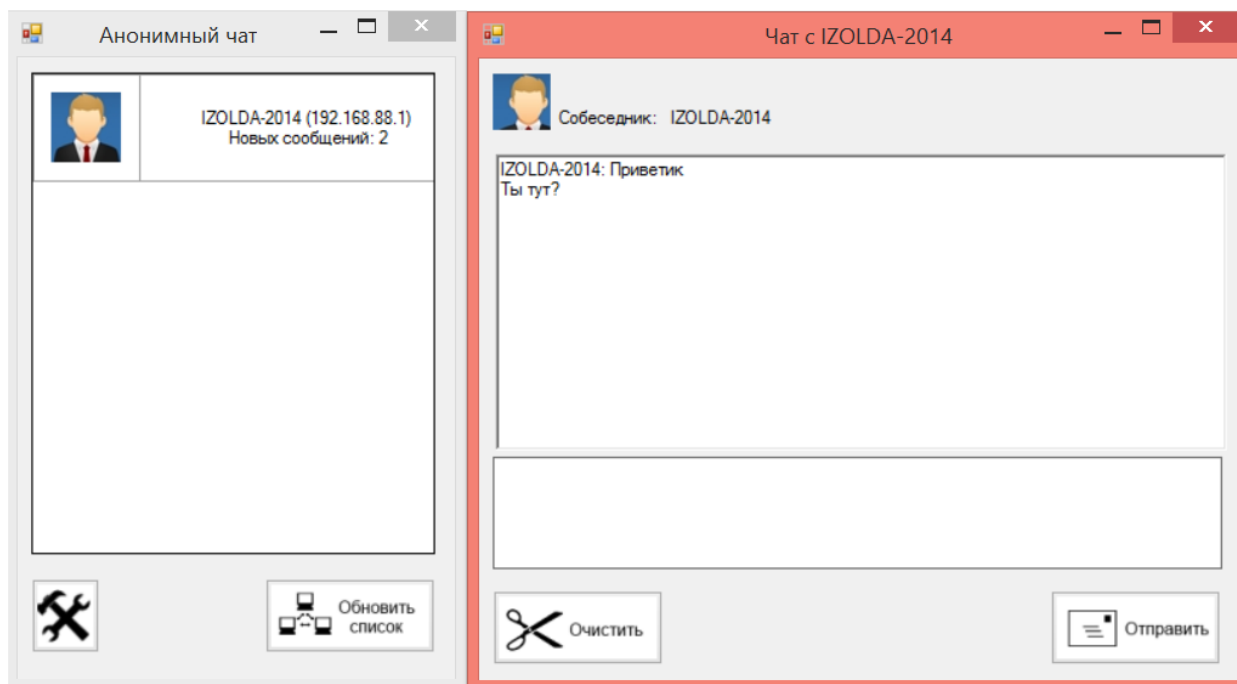 Анонимный чат
IZOLDA-2014 (192.168.88.1)
Новых сообщений: 2
Обновить
список
Чат с IZOLDA-2014
Собеседник: IZOLDA-2014
IZOLDA-2014: Приветик
Ты тут?
Очистить
Отправить